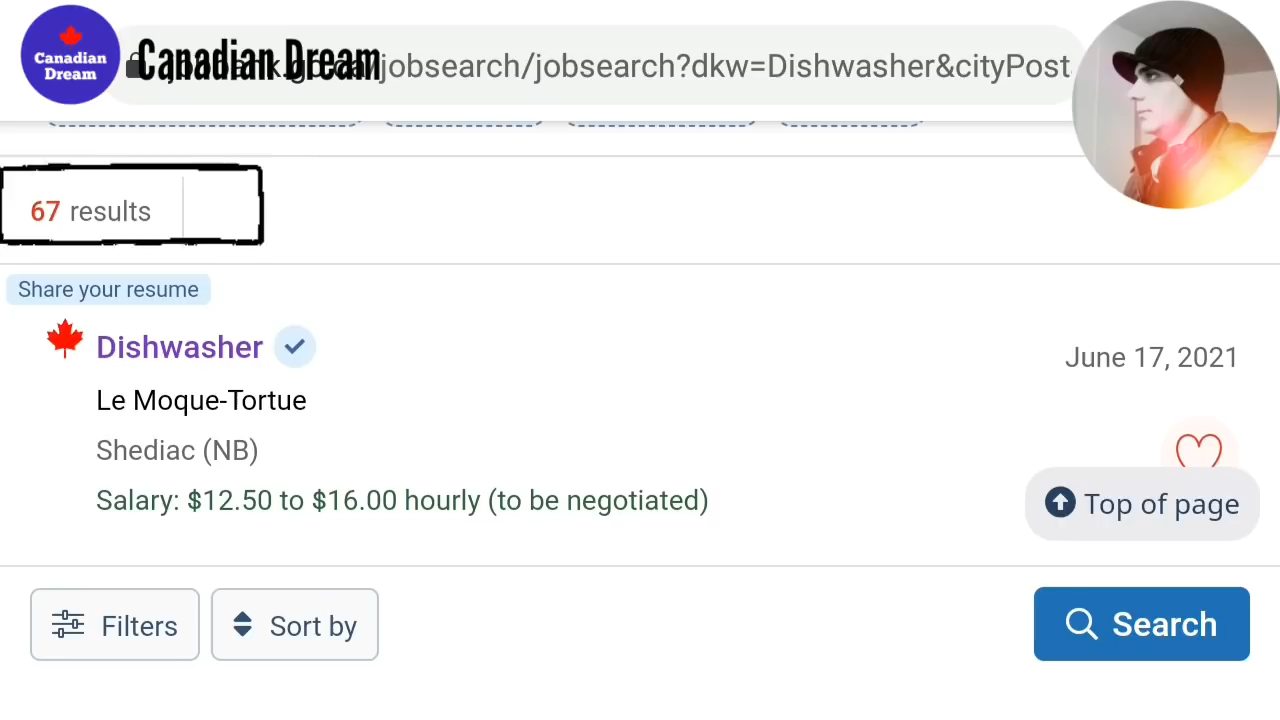 Canadian
Dream
Canadian Dream
jobsearch/jobsearch?dkw=Dishwasher&cityPost
67 results
Share your resume
Dishwasher
June 17, 2021
Le Moque-Tortue
Shediac (NB)
Salary: $12.50 to $16.00 hourly (to be negotiated)
Top of page
Filters
Sort by
Search